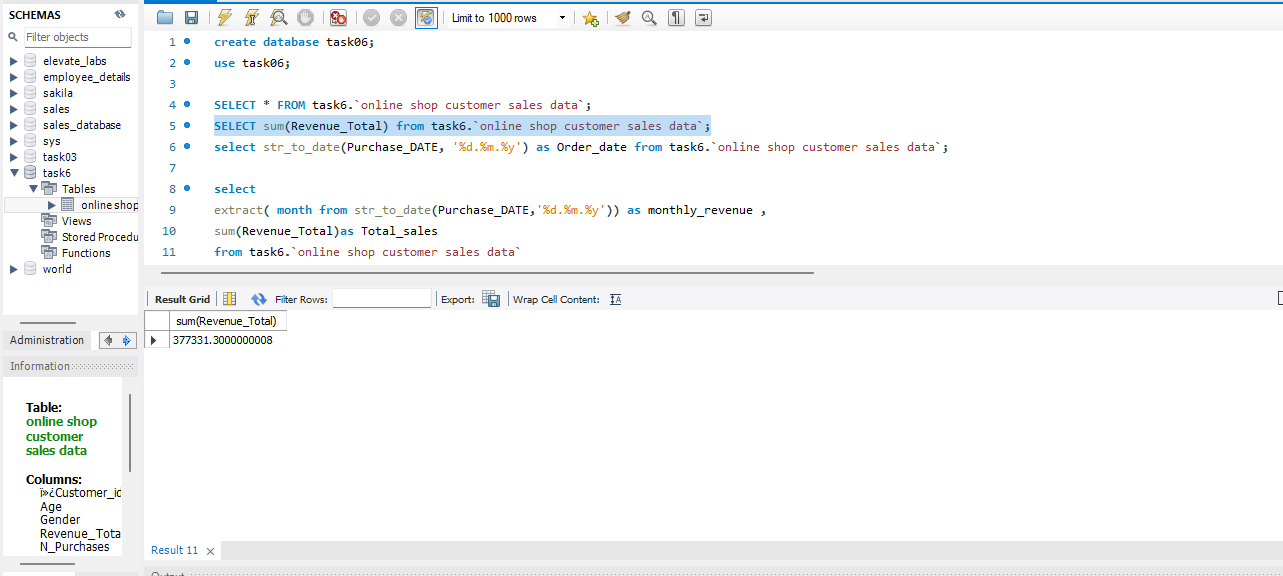 SCHEMAS
Filter objects
elevate_labs
employee_details
sakila
sales
sales_database
sys
task03
task6
Tables
online shop
Views
Stored Procedu
Functions
world
Administration
Information
Table:
online shop
customer
sales data
Columns:
ï»¿Customer_id
Age
Gender
Revenue_Tota
N_Purchases
Limit to 1000 rows
1 create database task06;
2 use task06;
3
4 SELECT * FROM task6.`online shop customer sales data`;
5 SELECT sum(Revenue_Total) from task6.`online shop customer sales data`;
6 select str_to_date(Purchase_DATE, '%d.%m.%y') as Order_date from task6.`online shop customer sales data`;
7
8 select
9 extract( month from str_to_date(Purchase_DATE,'%d.%m.%y')) as monthly_revenue ,
10 sum(Revenue_Total)as Total_sales
11 from task6.`online shop customer sales data`
Result Grid Filter Rows: Export: Wrap Cell Content: IA
sum(Revenue_Total)
377331.3000000008
Result 11
Output